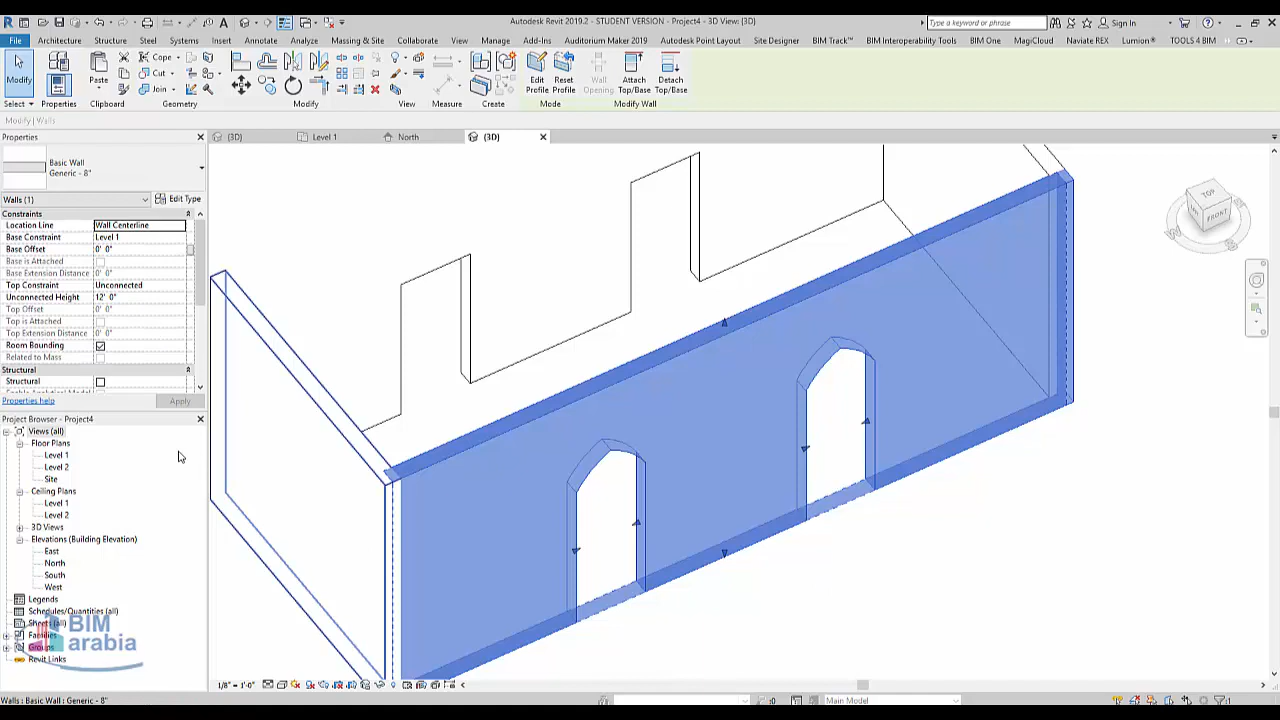 Autodesk Revit 2019.2 - STUDENT VERSION - Project4 - 3D View: {3D}
Type a keyword or phrase
Sign In
File Architecture Structure Steel Systems Insert Annotate Analyze Massing & Site Collaborate View Manage Add-Ins Auditorium Maker 2019 Autodesk Point Layout Site Designer BIM Track™ BIM Interoperability Tools BIM One MagiCloud Naviate REX Lumion® TOOLS 4 BIM
Modify
Paste
Cope
Cut
Join
Edit Profile
Reset Profile
Wall Opening
Attach Top/Base
Detach Top/Base
Select Properties Clipboard Geometry Modify View Measure Create Mode Modify Wall
Modify | Walls
Properties
{3D} Level 1 North {3D}
Basic Wall
Generic - 8"
Walls (1) Edit Type
Constraints
Location Line Wall Centerline
Base Constraint Level 1
Base Offset 0' 0"
Base is Attached
Base Extension Distance 0' 0"
Top Constraint Unconnected
Unconnected Height 12' 0"
Top Offset 0' 0"
Top is Attached
Top Extension Distance 0' 0"
Room Bounding
Related to Mass
Structural
Structural
Properties help Apply
Project Browser - Project4
Views (all)
Floor Plans
Level 1
Level 2
Site
Ceiling Plans
Level 1
Level 2
3D Views
Elevations (Building Elevation)
East
North
South
West
Legends
Schedules/Quantities (all)
Sheets (all)
Families
Groups
Revit Links
BIM
arabia
TOP
FRONT
1/8" = 1'-0"
Walls : Basic Wall : Generic - 8"
:0
Main Model
:1